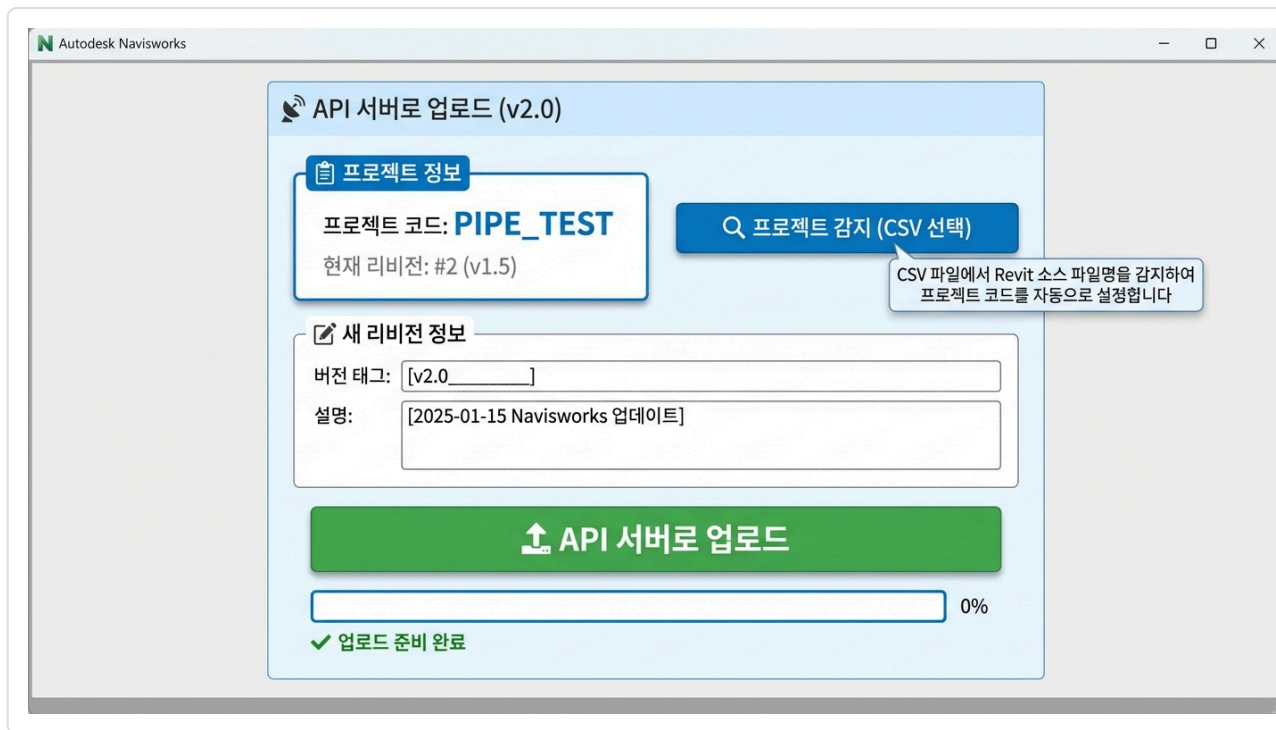 Autodesk Navisworks
API 서버로 업로드 (v2.0)
프로젝트 정보
프로젝트 코드: PIPE_TEST
현재 리비전: #2 (v1.5)
프로젝트 감지 (CSV 선택)
CSV 파일에서 Revit 소스 파일명을 감지하여
프로젝트 코드를 자동으로 설정합니다
새 리비전 정보
버전 태그: [v2.0________]
설명: [2025-01-15 Navisworks 업데이트]
API 서버로 업로드
0%
업로드 준비 완료